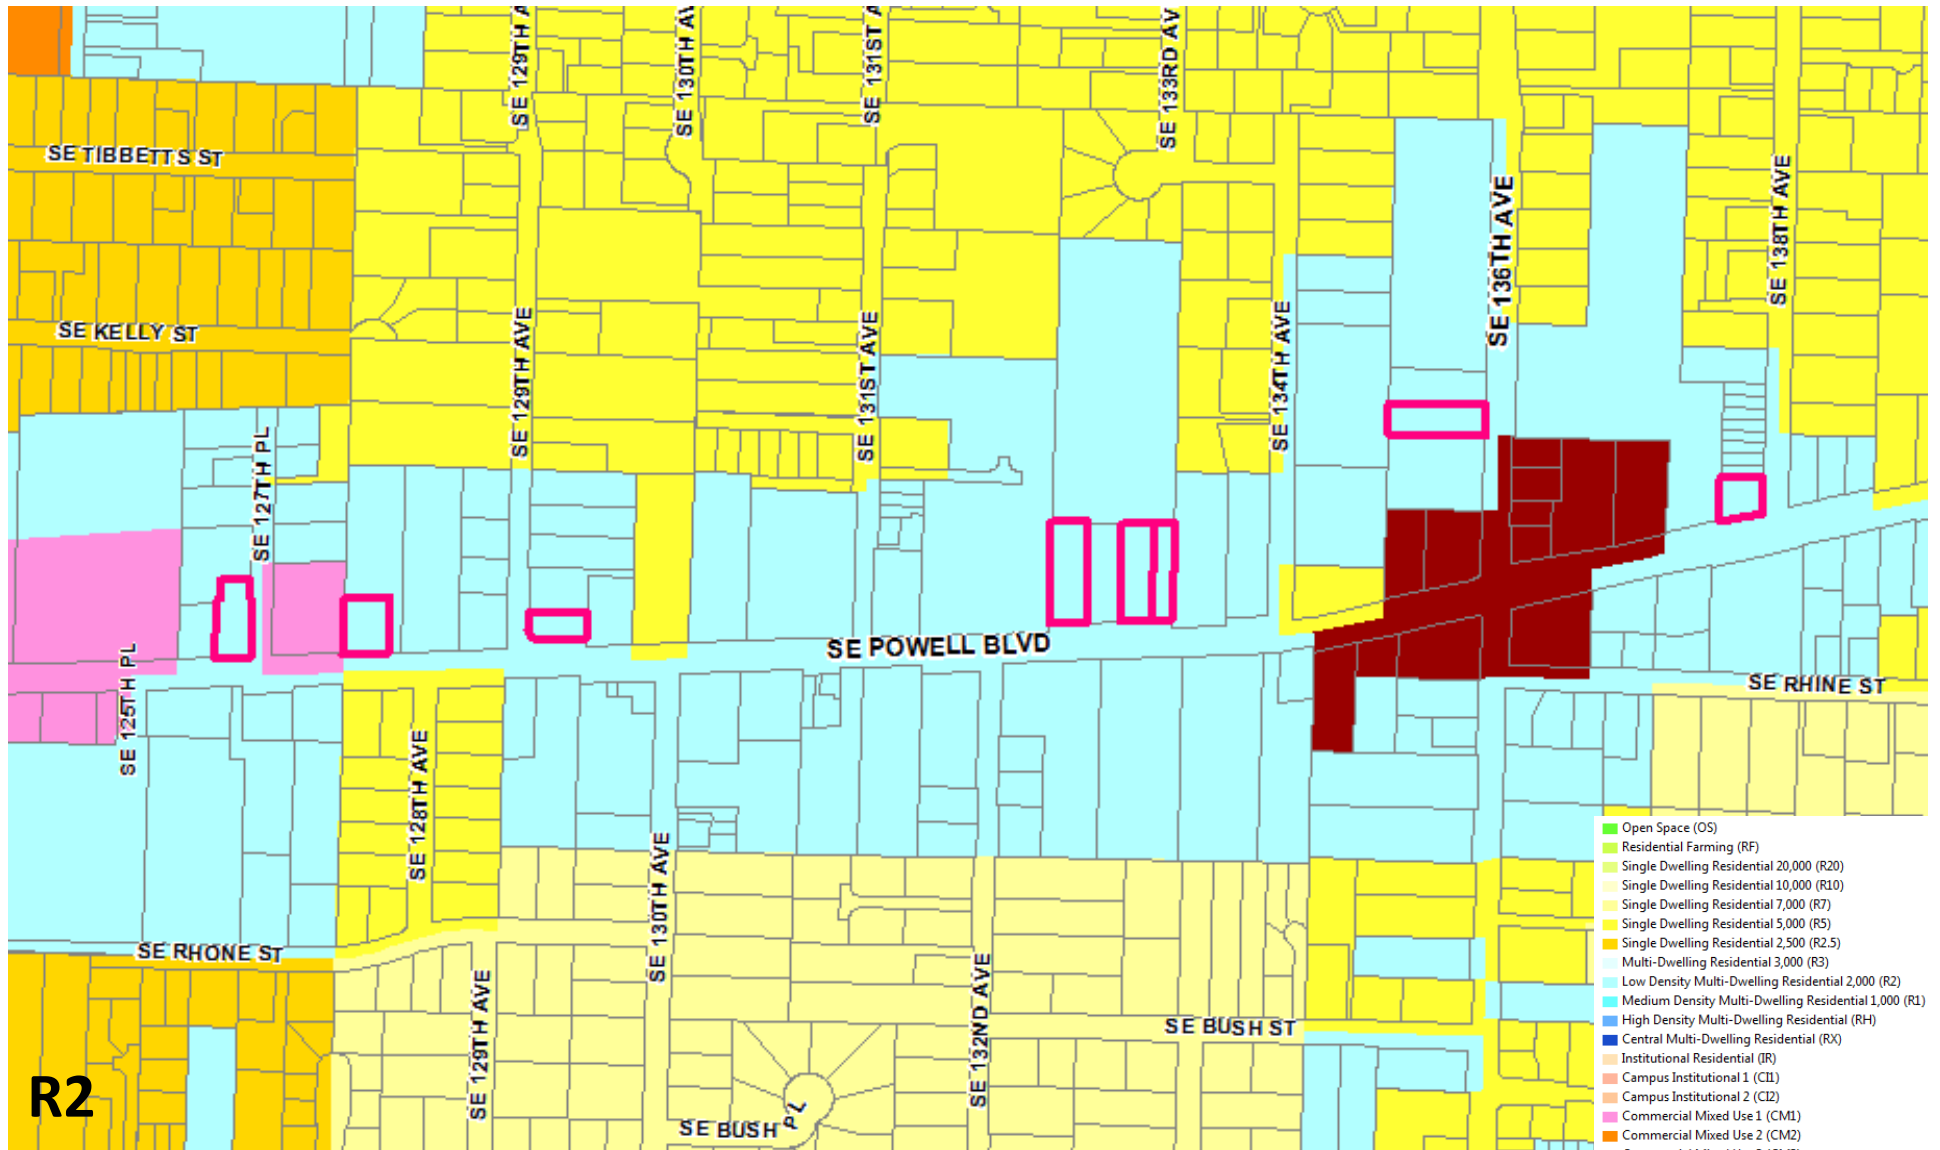 SE 129TH A
SE 130TH AV
SE 131ST A
SE 133RD AV
SE TIBBETTS ST
SE 136TH AVE
SE 138TH AVE
SE KELLY ST
SE 129TH AVE
SE 131ST AVE
SE 134TH AVE
SE 127TH PL
SE POWELL BLVD
SE 125TH PL
SE RHINE ST
SE 128TH AVE
SE 130TH AVE
SE RHONE ST
SE 129TH AVE
SE 132ND AVE
SE BUSH ST
SE BUSH PL
R2
Open Space (OS)
Residential Farming (RF)
Single Dwelling Residential 20,000 (R20)
Single Dwelling Residential 10,000 (R10)
Single Dwelling Residential 7,000 (R7)
Single Dwelling Residential 5,000 (R5)
Single Dwelling Residential 2,500 (R2.5)
Multi-Dwelling Residential 3,000 (R3)
Low Density Multi-Dwelling Residential 2,000 (R2)
Medium Density Multi-Dwelling Residential 1,000 (R1)
High Density Multi-Dwelling Residential (RH)
Central Multi-Dwelling Residential (RX)
Institutional Residential (IR)
Campus Institutional 1 (CI1)
Campus Institutional 2 (CI2)
Commercial Mixed Use 1 (CM1)
Commercial Mixed Use 2 (CM2)